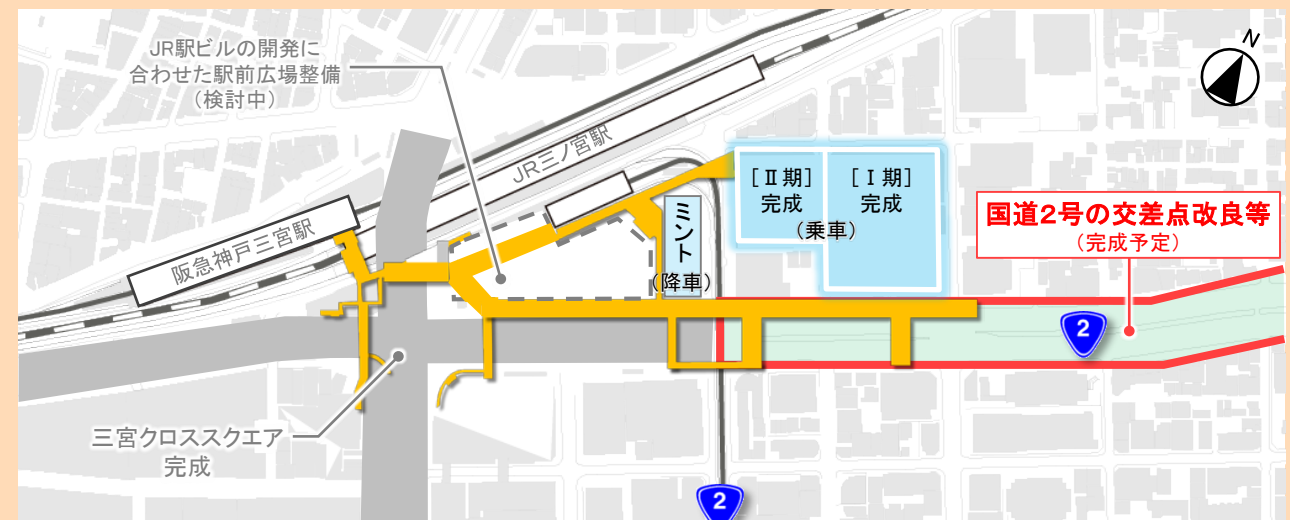 JR駅ビルの開発に
合わせた駅前広場整備
（検討中）
N
JR三ノ宮駅
阪急神戸三宮駅
ミント
（降車）
［Ⅱ期］
完成
［Ⅰ期］
完成
（乗車）
国道2号の交差点改良等
（完成予定）
2
三宮クロススクエア
完成
2